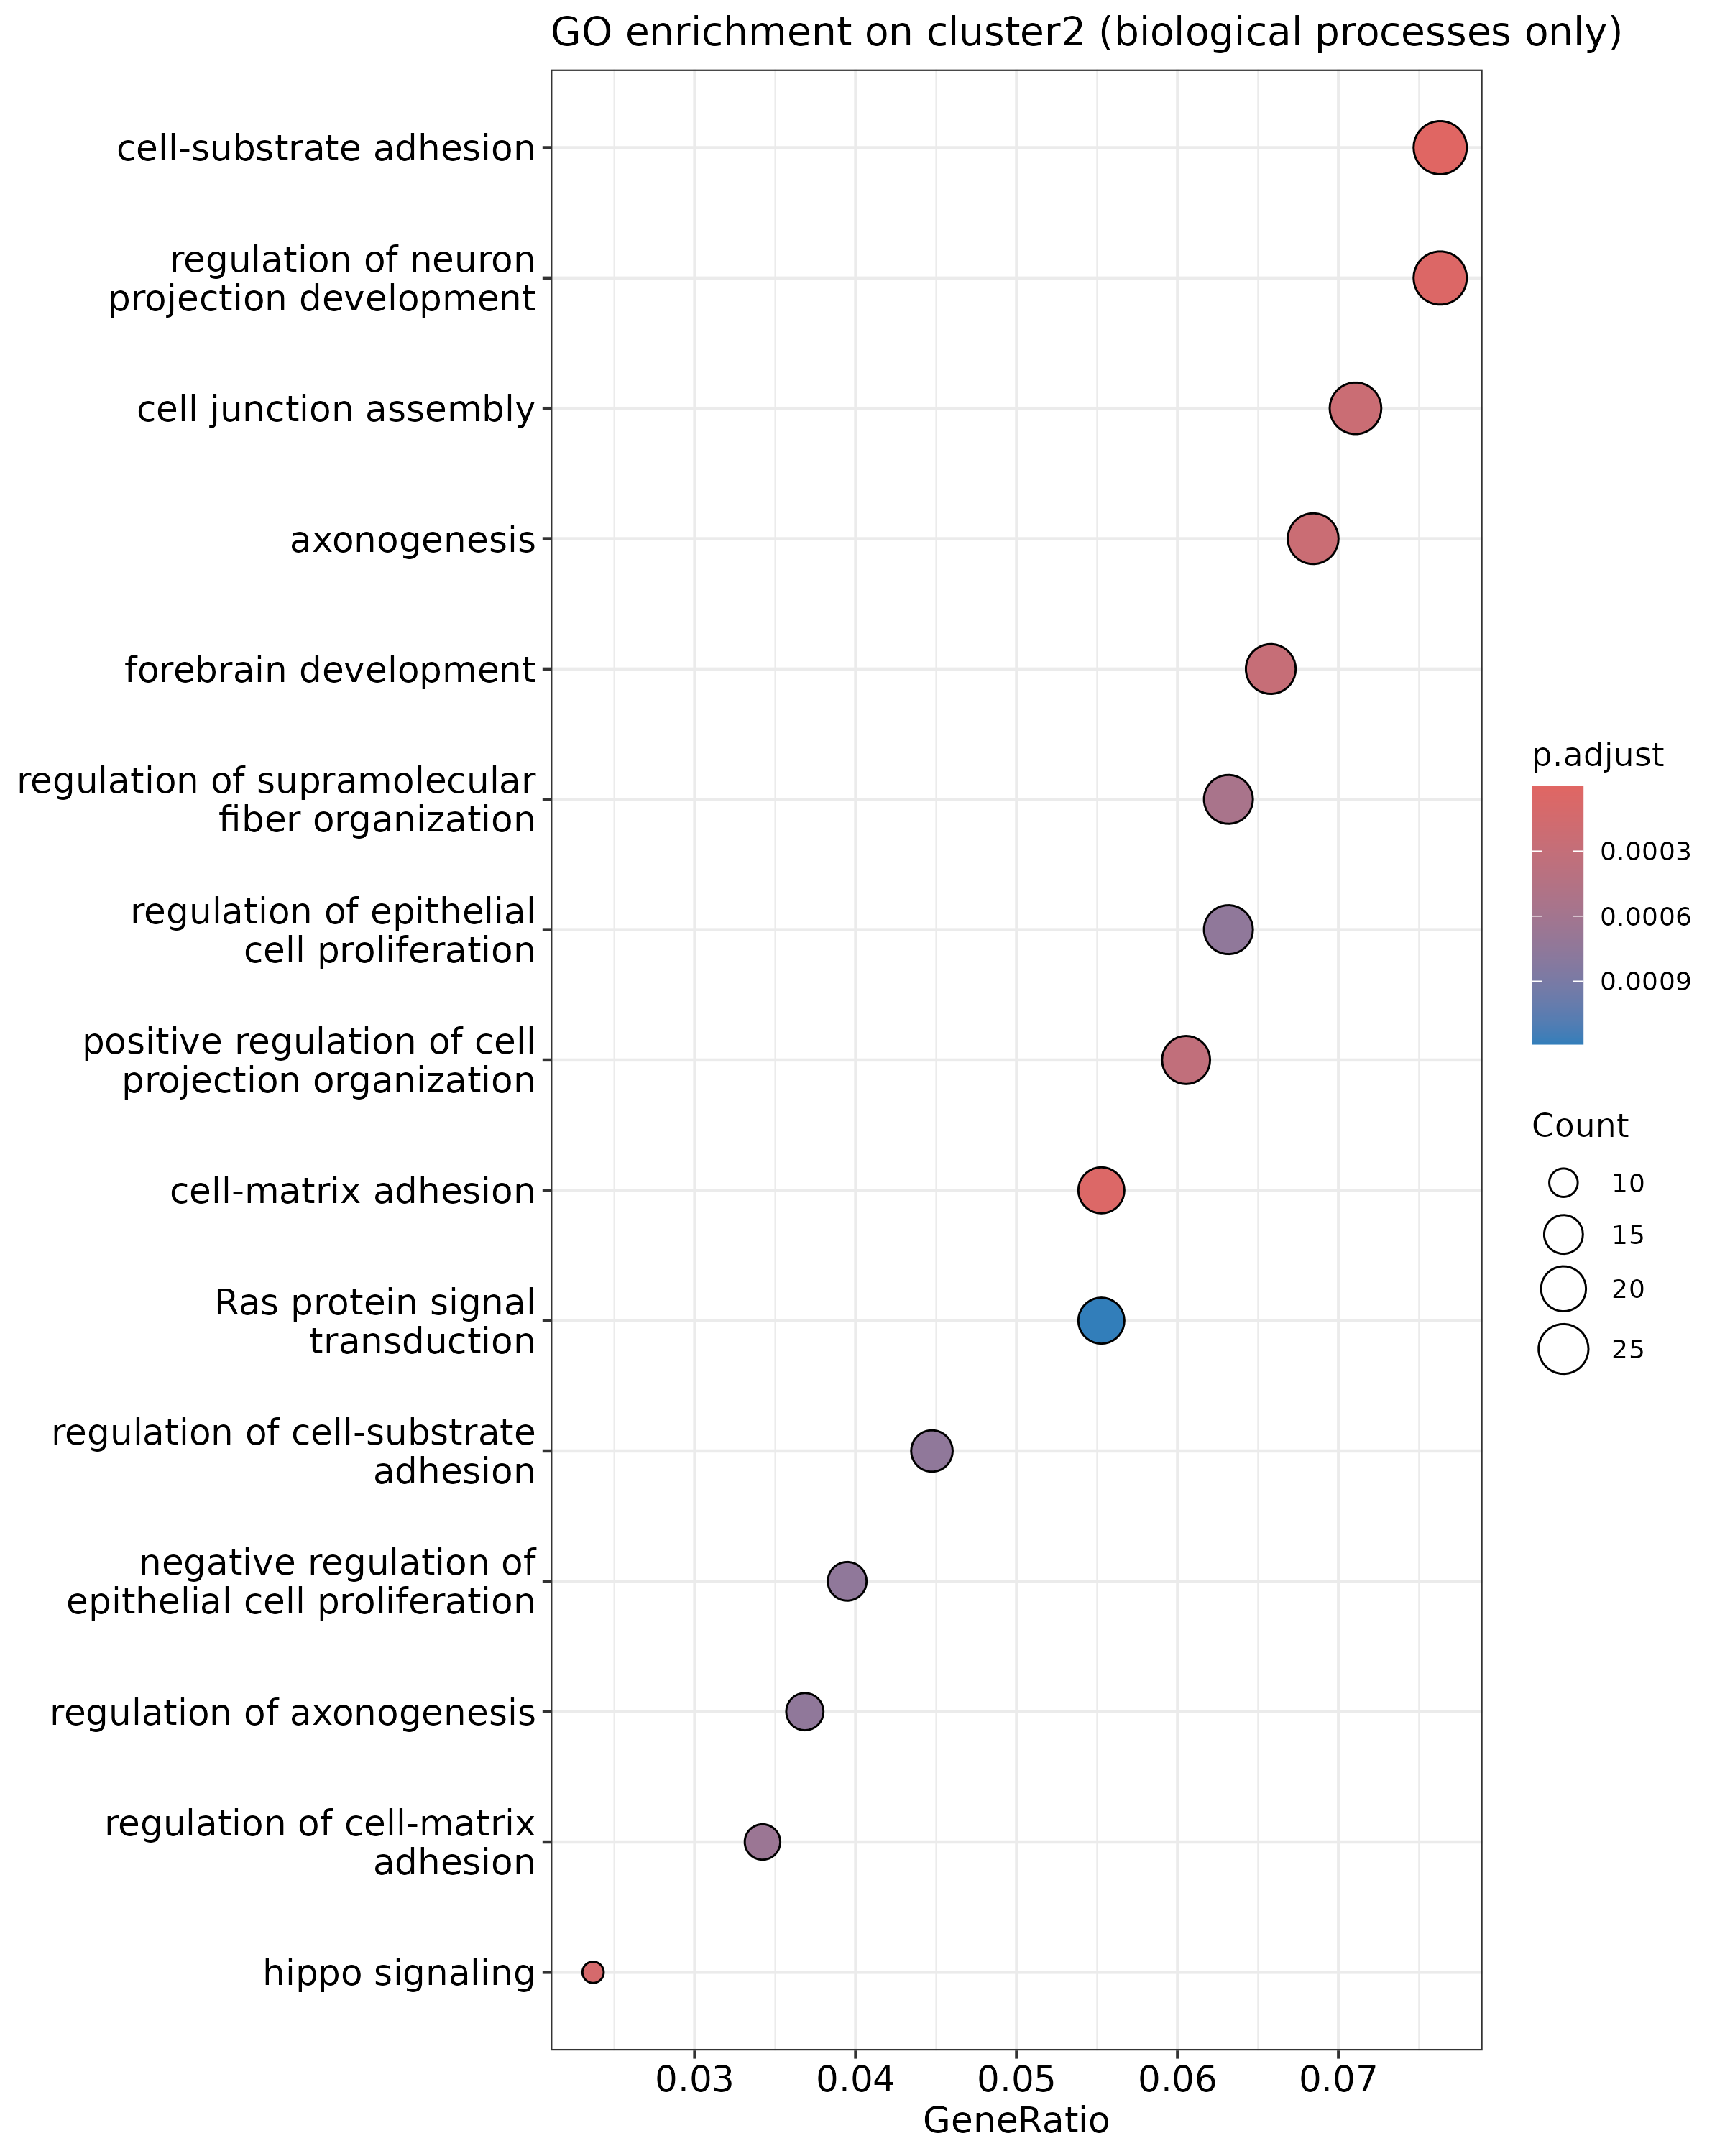 GO enrichment on cluster2 (biological processes only)
cell-substrate adhesion
regulation of neuron
projection development
cell junction assembly
axonogenesis
forebrain development
regulation of supramolecular
fiber organization
regulation of epithelial
cell proliferation
positive regulation of cell
projection organization
cell-matrix adhesion
Ras protein signal
transduction
regulation of cell-substrate
adhesion
negative regulation of
epithelial cell proliferation
regulation of axonogenesis
regulation of cell-matrix
adhesion
hippo signaling
0.03 0.04 0.05 0.06 0.07
GeneRatio
p.adjust
0.0003
0.0006
0.0009
Count
10
15
20
25